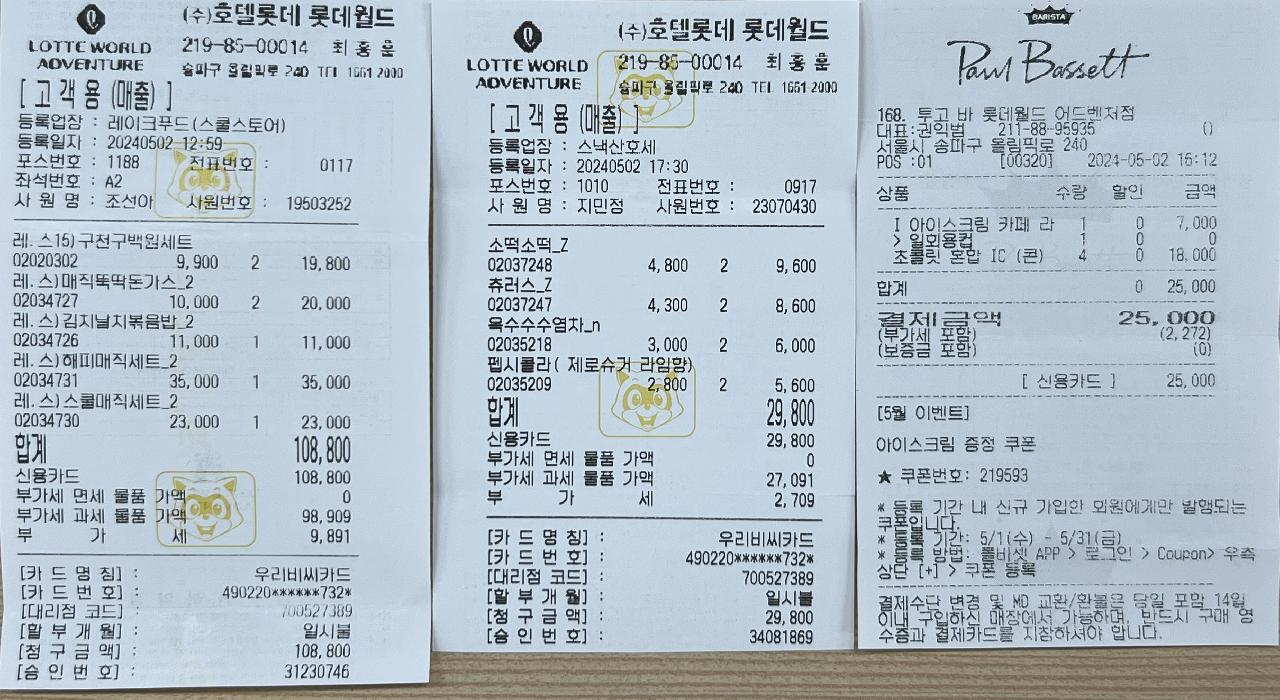 LOTTE WORLD
ADVENTURE
(주)호텔롯데 롯데월드
219-85-00014 최 홍 훈
송파구 올림픽로 240 TEL 1661-2000
[ 고 객 용 (매출) ]
등록업장 : 레이크푸드(스쿨스토어)
등록일자 : 20240502 12:59
포스번호 : 1188 전표번호 : 0117
좌석번호 : A2
사 원 명 : 조선아 사원번호 : 19503252
레.스15)구전구백원세트
02020302 9,900 2 19,800
레.스)매직뚝딱돈가스_2
02034727 10,000 2 20,000
레.스)김치날치볶음밥_2
02034726 11,000 1 11,000
레.스)해피매직세트_2
02034731 35,000 1 35,000
레.스)스쿨매직세트_2
02034730 23,000 1 23,000
합계 108,800
신용카드 108,800
부가세 면세 물품 가액 0
부가세 과세 물품 가액 98,909
부 가 세 9,891
[카 드 명 칭] : 우리비씨카드
[카 드 번 호] : 490220******732*
[대리점 코드] : 700527389
[할 부 개 월] : 일시불
[청 구 금 액] : 108,800
[승 인 번 호] : 31230746
LOTTE WORLD
ADVENTURE
(주)호텔롯데 롯데월드
219-85-00014 최 홍 훈
송파구 올림픽로 240 TEL 1661-2000
[ 고 객 용 (매출) ]
등록업장 : 스낵산호세
등록일자 : 20240502 17:30
포스번호 : 1010 전표번호 : 0917
사 원 명 : 지민정 사원번호 : 23070430
소떡소떡_Z
02037248 4,800 2 9,600
츄러스_Z
02037247 4,300 2 8,600
옥수수수염차_n
02035218 3,000 2 6,000
펩시콜라( 제로슈거 라임향)
02035209 2,800 2 5,600
합계 29,800
신용카드 29,800
부가세 면세 물품 가액 0
부가세 과세 물품 가액 27,091
부 가 세 2,709
[카 드 명 칭] : 우리비씨카드
[카 드 번 호] : 490220******732*
[대리점 코드] : 700527389
[할 부 개 월] : 일시불
[청 구 금 액] : 29,800
[승 인 번 호] : 34081869
BARISTA
Paul Bassett
168. 투고 바 롯데월드 어드벤처점
대표:권익범 211-88-95935 ()
서울시 송파구 올림픽로 240
POS :01 [00320] 2024-05-02 16:12
상품 수량 할인 금액
I 아이스크림 카페 라 1 0 7,000
> 일회용컵 1 0 0
초콜릿 혼합 IC (콘) 4 0 18,000
합계 0 25,000
결제금액 25,000
(부가세 포함) (2,272)
(보증금 포함) (0)
[ 신용카드 ] 25,000
[5월 이벤트]
아이스크림 증정 쿠폰
★ 쿠폰번호: 219593
* 등록 기간 내 신규 가입한 회원에게만 발행되는
쿠폰입니다.
* 등록 기간: 5/1(수) - 5/31(금)
* 등록 방법: 폴바셋 APP > 로그인 > Coupon> 우측
상단 [+] > 쿠폰 등록
결제수단 변경 및 MD 교환/환불은 당일 포함 14일
이내 구입하신 매장에서 가능하며, 반드시 구매 영
수증과 결제카드를 지참하셔야 합니다.